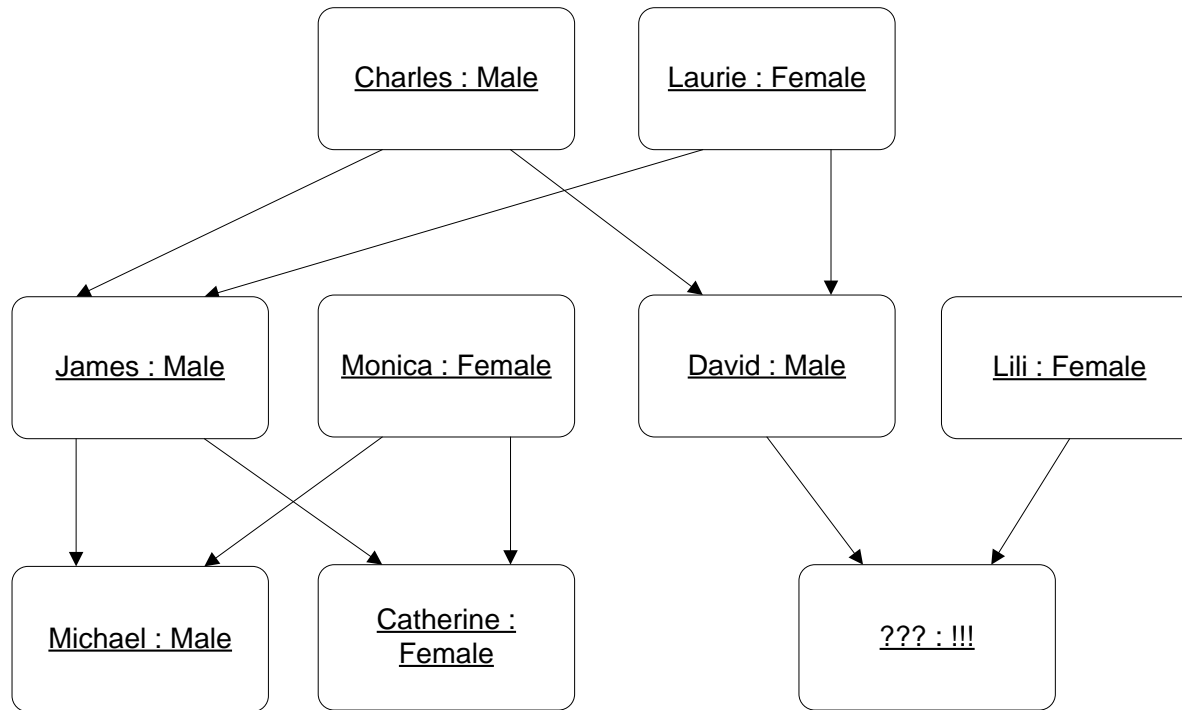 Charles : Male
Laurie : Female
James : Male
Monica : Female
David : Male
Lili : Female
Michael : Male
Catherine :
Female
??? : !!!